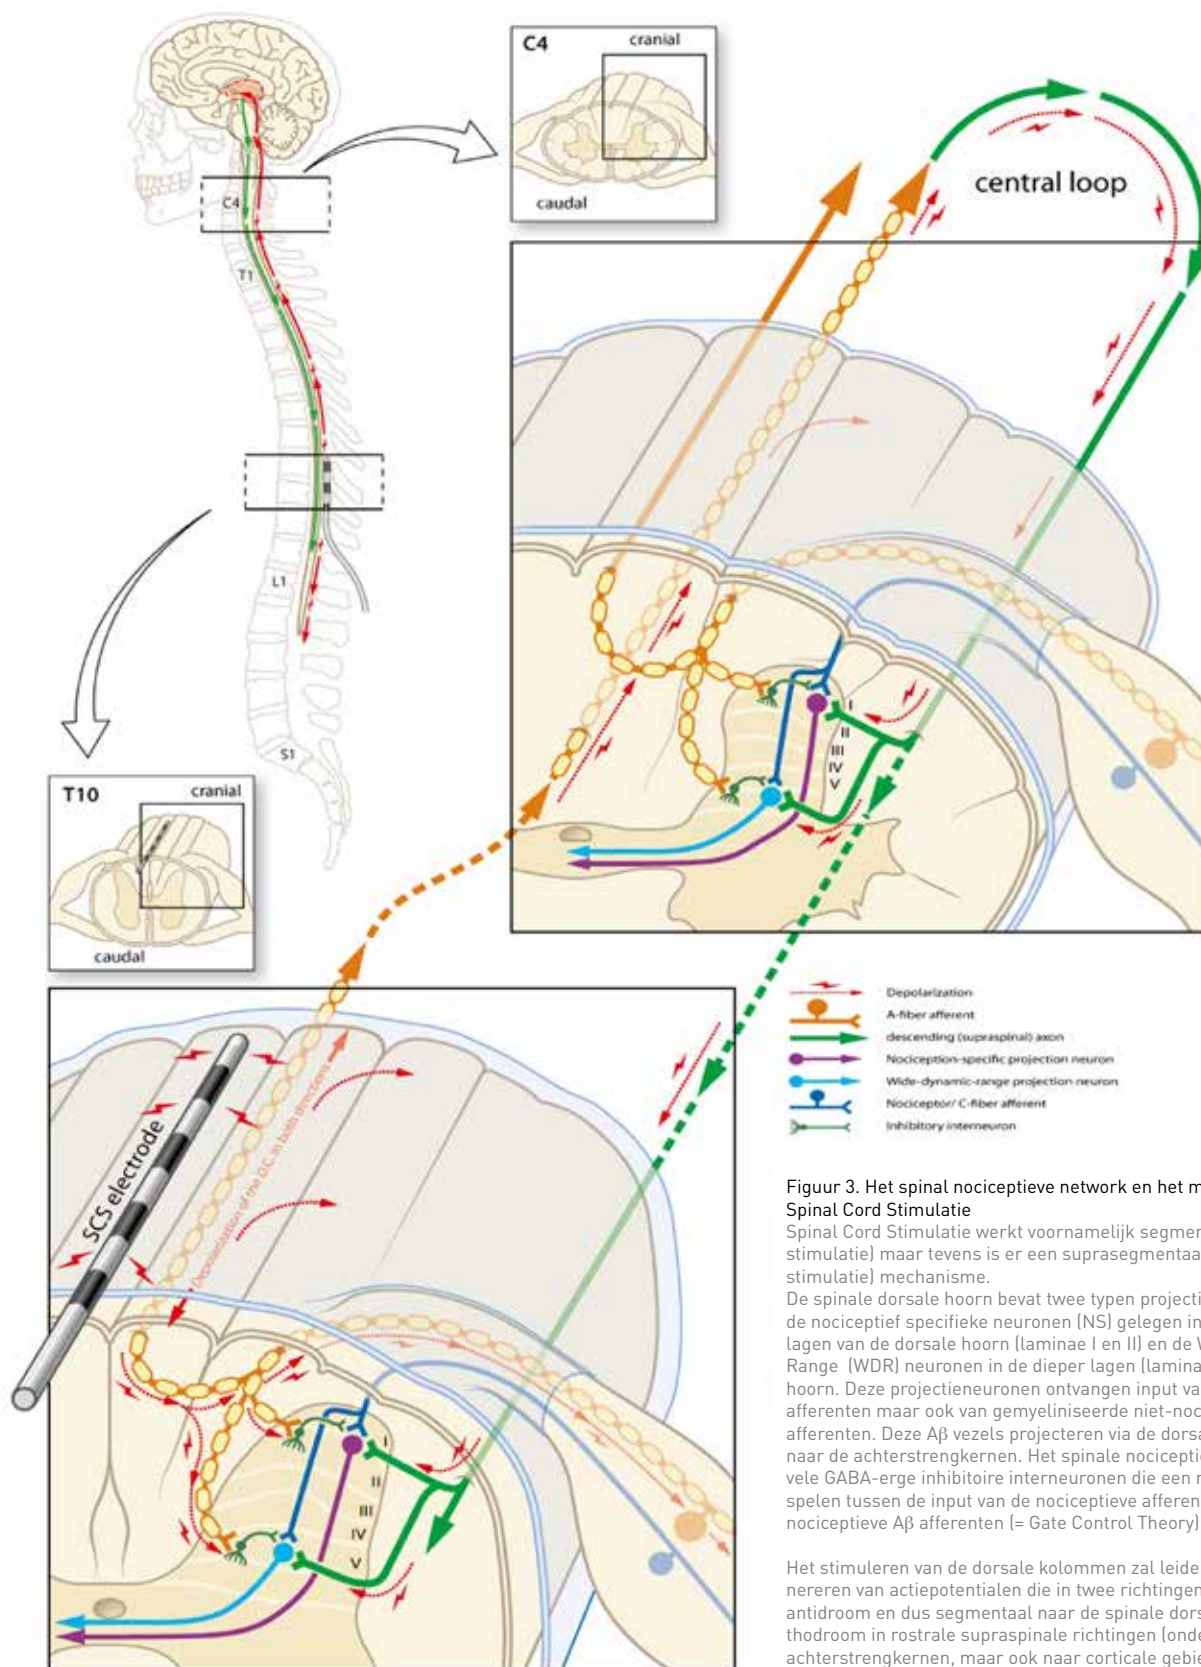 C4
cranial
caudal
central loop
C4
T1
L1
S1
I
II
III
IV
V
T10
cranial
caudal
SCS electrode
Depolarization of the D.C. in both directions
I
II
III
IV
V
Depolarization
A-fiber afferent
descending (supraspinal) axon
Nociception-specific projection neuron
Wide-dynamic-range projection neuron
Nociceptor/ C-fiber afferent
Inhibitory interneuron
Figuur 3. Het spinal nociceptieve network en het m
Spinal Cord Stimulatie
Spinal Cord Stimulatie werkt voornamelijk segmen
stimulatie) maar tevens is er een suprasegmentaa
stimulatie) mechanisme.
De spinale dorsale hoorn bevat twee typen projecti
de nociceptief specifieke neuronen (NS) gelegen in
lagen van de dorsale hoorn (laminae I en II) en de W
Range (WDR) neuronen in de dieper lagen (lamina
hoorn. Deze projectieneuronen ontvangen input va
afferenten maar ook van gemyeliniseerde niet-noc
afferenten. Deze Aβ vezels projecteren via de dorsa
naar de achterstrengkernen. Het spinale nociceptie
vele GABA-erge inhibitoire interneuronen die een r
spelen tussen de input van de nociceptieve afferen
nociceptieve Aβ afferenten (= Gate Control Theory)
Het stimuleren van de dorsale kolommen zal leide
nereren van actiepotentialen die in twee richtingen
antidroom en dus segmentaal naar de spinale dors
thodroom in rostrale supraspinale richtingen (onde
achterstrengkernen, maar ook naar corticale gebie